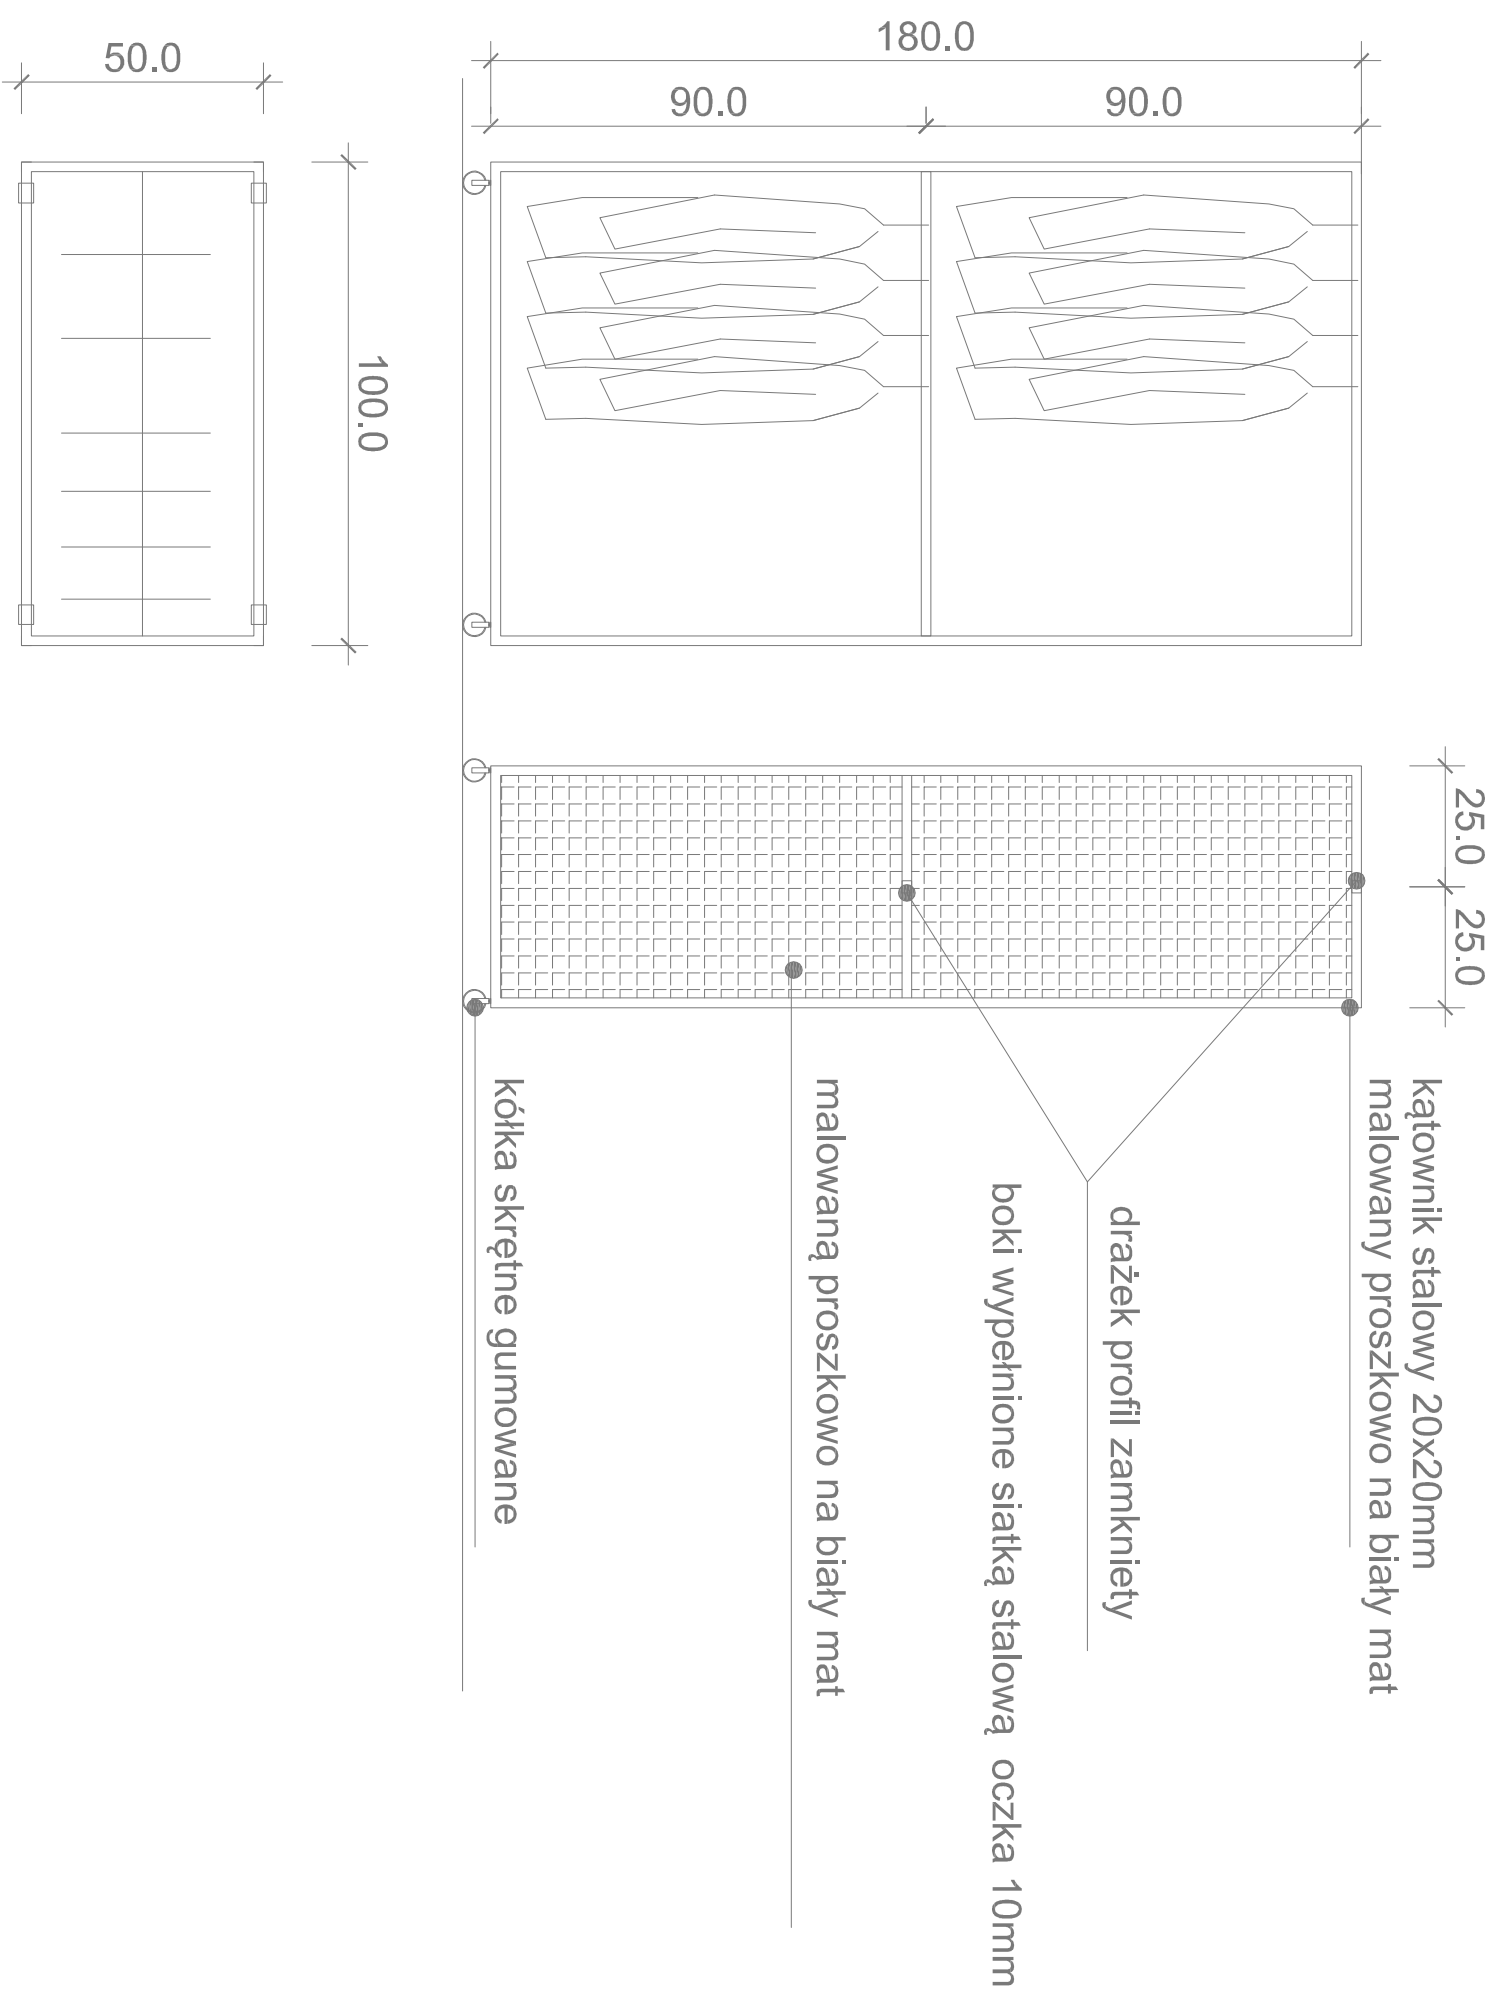 180.0
50.0
90.0
90.0
100.0
25.0
25.0
kątownik stalowy 20x20mm
malowany proszkowo na biały mat
drażek profil zamkniety
boki wypełnione siatką stalową oczka 10mm
malowaną proszkowo na biały mat
kółka skrętne gumowane